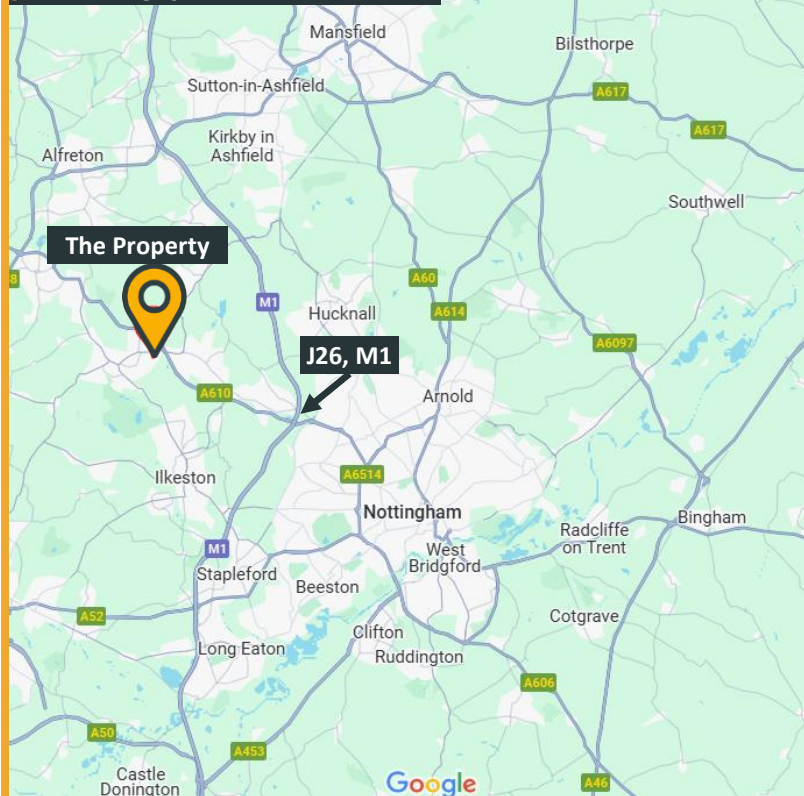 Mansfield
Bilsthorpe
Sutton-in-Ashfield
A617
A617
Kirkby in
Ashfield
Alfreton
Southwell
The Property
8
A60
M1
Hucknall
A614
J26, M1
A6097
A610
Arnold
Ilkeston
A6514
Nottingham
Bingham
Radcliffe
on Trent
West
Bridgford
M1
Stapleford
Beeston
A52
Cotgrave
Clifton
Long Eaton
Ruddington
A606
A50
A453
Castle
Donington
Google
A46